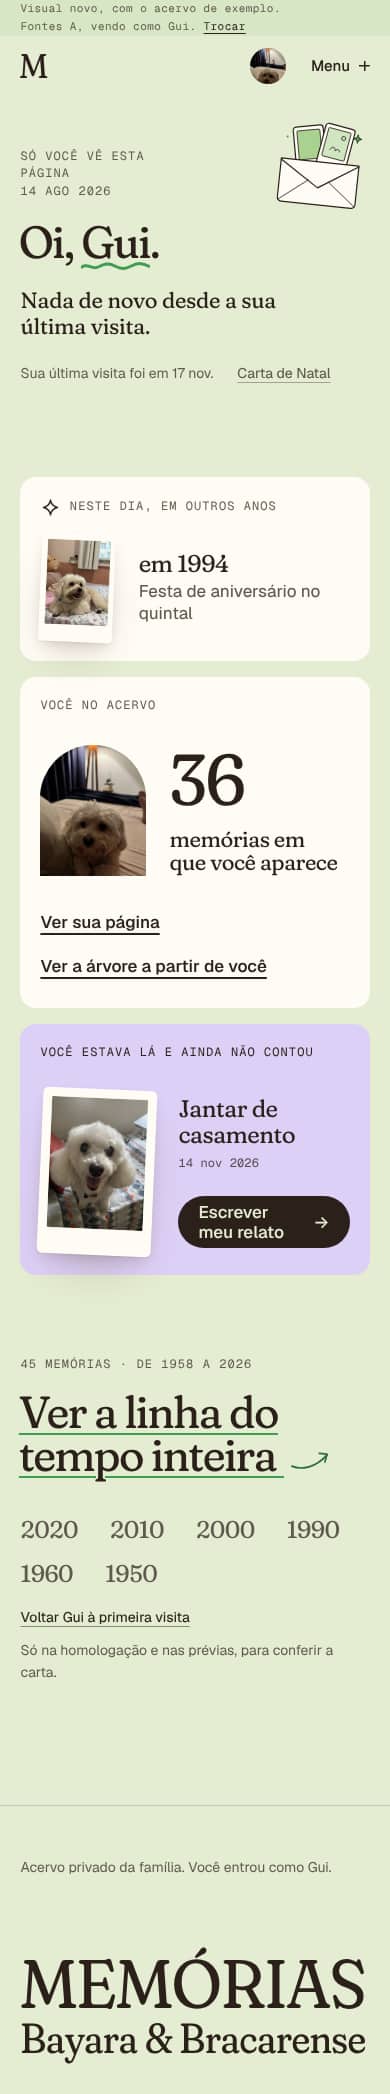 Visual novo, com o acervo de exemplo.
Fontes A, vendo como Gui. Trocar
M
Menu +
SÓ VOCÊ VÊ ESTA
PÁGINA
14 AGO 2026
Oi, Gui.
Nada de novo desde a sua
última visita.
Sua última visita foi em 17 nov.
Carta de Natal
NESTE DIA, EM OUTROS ANOS
em 1994
Festa de aniversário no
quintal
VOCÊ NO ACERVO
36
memórias em
que você aparece
Ver sua página
Ver a árvore a partir de você
VOCÊ ESTAVA LÁ E AINDA NÃO CONTOU
Jantar de
casamento
14 nov 2026
Escrever
meu relato →
45 MEMÓRIAS · DE 1958 A 2026
Ver a linha do
tempo inteira
2020 2010 2000 1990
1960 1950
Voltar Gui à primeira visita
Só na homologação e nas prévias, para conferir a
carta.
Acervo privado da família. Você entrou como Gui.
MEMÓRIAS
Bayara & Bracarense